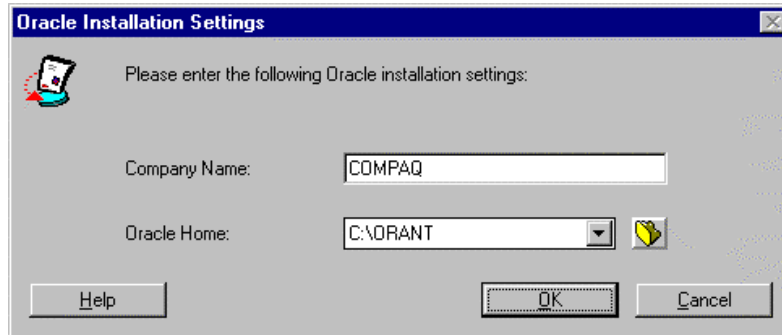 Oracle Installation Settings
Please enter the following Oracle installation settings:
Company Name: COMPAQ
Oracle Home: C:\ORANT
Help OK Cancel